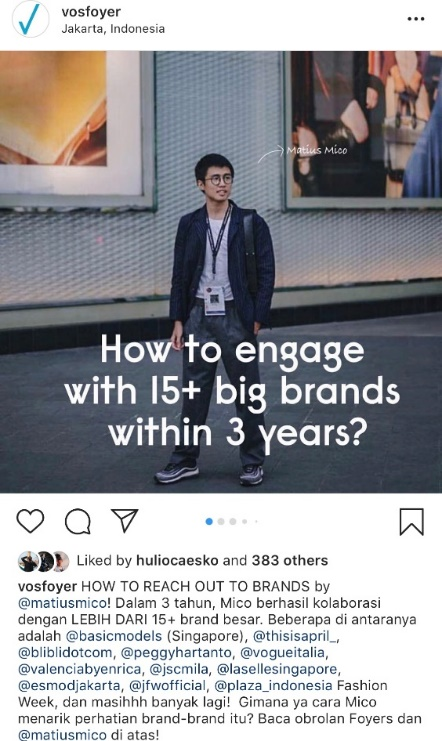 vosfoyer
Jakarta, Indonesia
Matius Mico
How to engage
with 15+ big brands
within 3 years?
Liked by huliocaesko and 383 others
vosfoyer HOW TO REACH OUT TO BRANDS by
@matiusmico! Dalam 3 tahun, Mico berhasil kolaborasi
dengan LEBIH DARI 15+ brand besar. Beberapa di antaranya
adalah @basicmodels (Singapore), @thisisapril_,
@bliblidotcom, @peggyhartanto, @vogueitalia,
@valenciabyenrica, @jscmila, @lasellesingapore,
@esmodjakarta, @jfwofficial, @plaza_indonesia Fashion
Week, dan masihhh banyak lagi!  Gimana ya cara Mico
menarik perhatian brand-brand itu? Baca obrolan Foyers dan
@matiusmico di atas!